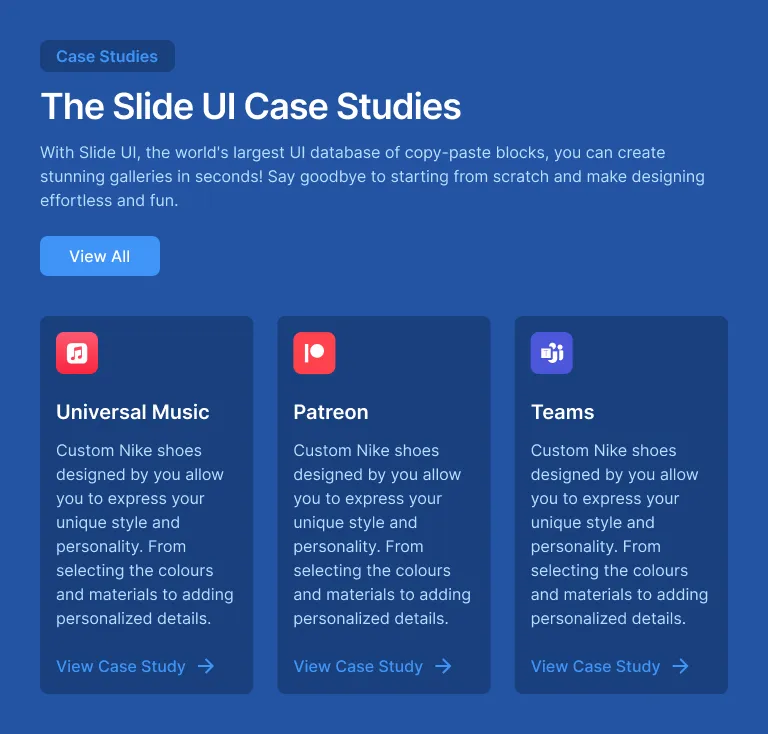 Case Studies
The Slide UI Case Studies
With Slide UI, the world's largest UI database of copy-paste blocks, you can create
stunning galleries in seconds! Say goodbye to starting from scratch and make designing
effortless and fun.
View All
Universal Music
Custom Nike shoes
designed by you allow
you to express your
unique style and
personality. From
selecting the colours
and materials to adding
personalized details.
View Case Study
Patreon
Custom Nike shoes
designed by you allow
you to express your
unique style and
personality. From
selecting the colours
and materials to adding
personalized details.
View Case Study
Teams
Custom Nike shoes
designed by you allow
you to express your
unique style and
personality. From
selecting the colours
and materials to adding
personalized details.
View Case Study